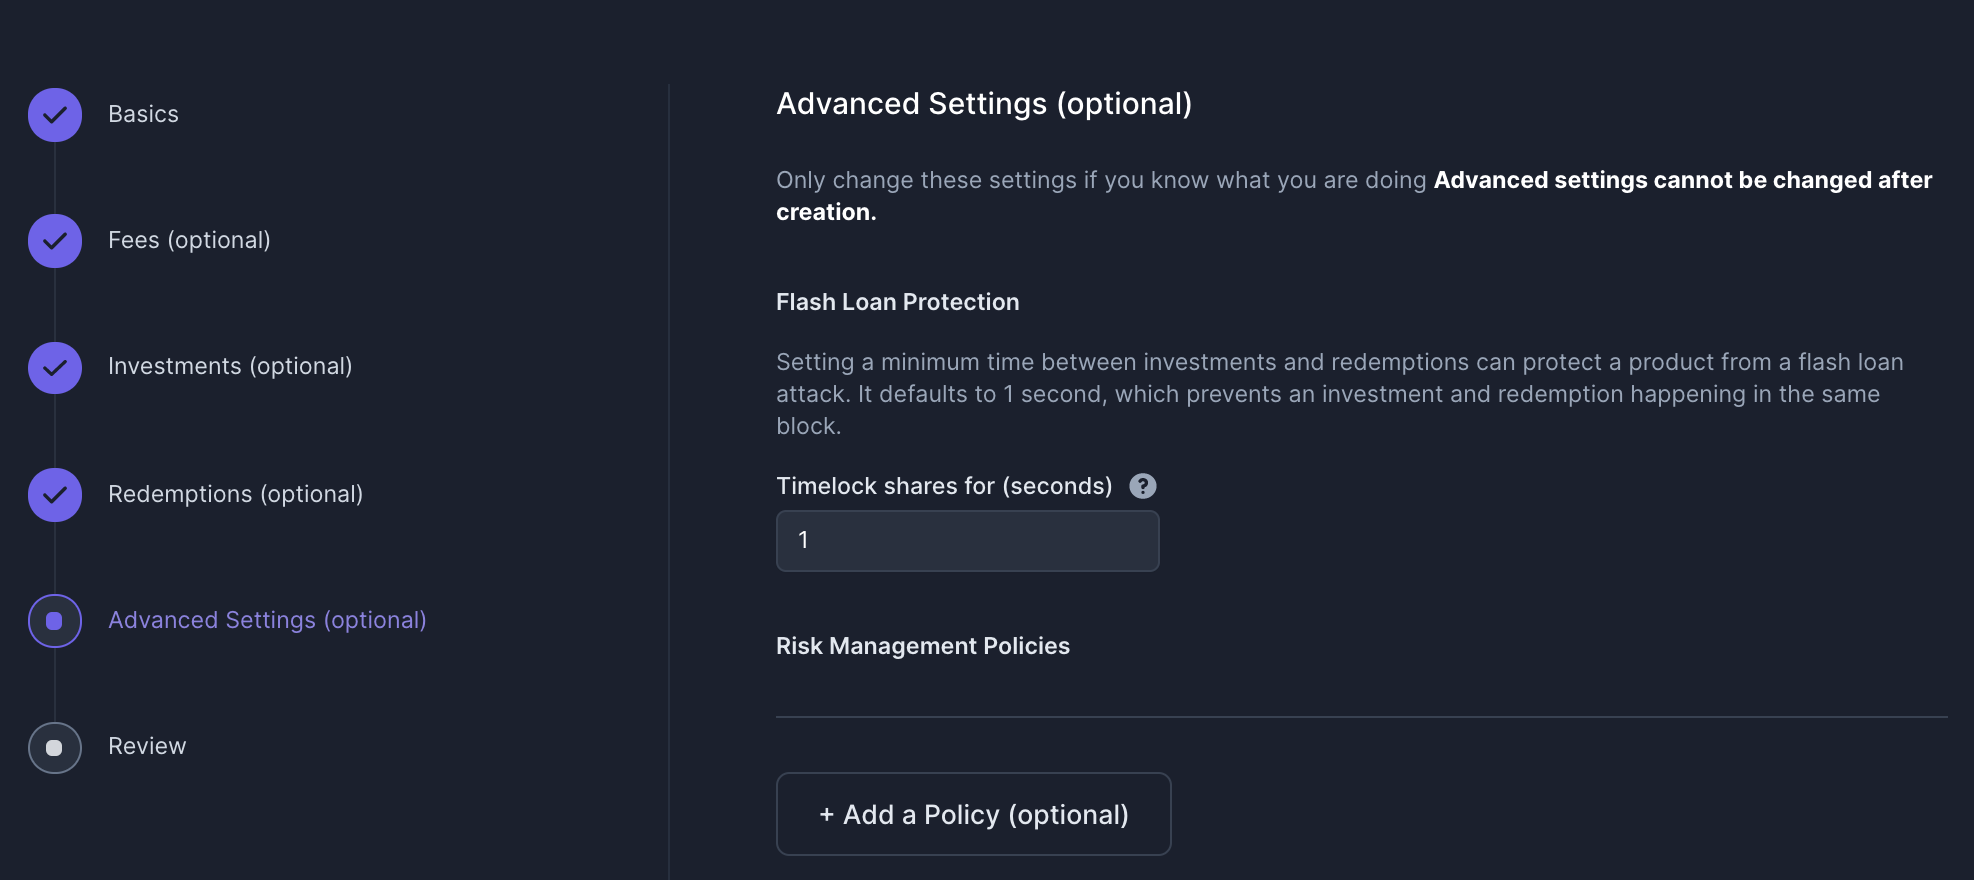 Basics
Fees (optional)
Investments (optional)
Redemptions (optional)
Advanced Settings (optional)
Review
Advanced Settings (optional)
Only change these settings if you know what you are doing Advanced settings cannot be changed after
creation.
Flash Loan Protection
Setting a minimum time between investments and redemptions can protect a product from a flash loan
attack. It defaults to 1 second, which prevents an investment and redemption happening in the same
block.
Timelock shares for (seconds) ?
1
Risk Management Policies
+ Add a Policy (optional)